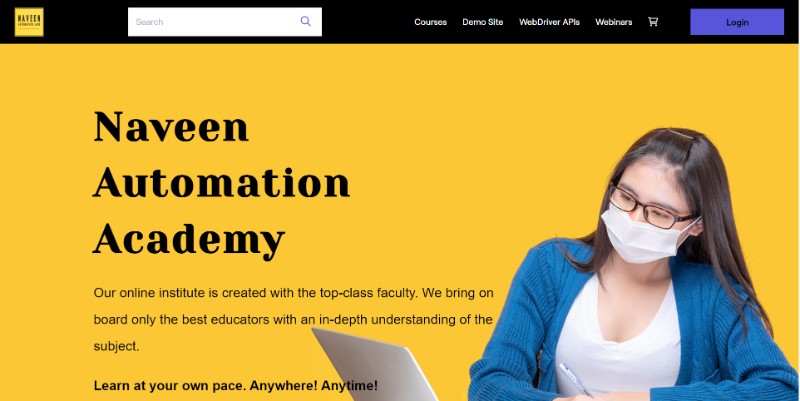 NAVEEN
AUTOMATION LABS
Search
Courses
Demo Site
WebDriver APIs
Webinars
Login
Naveen
Automation
Academy
Our online institute is created with the top-class faculty. We bring on
board only the best educators with an in-depth understanding of the
subject.
Learn at your own pace. Anywhere! Anytime!